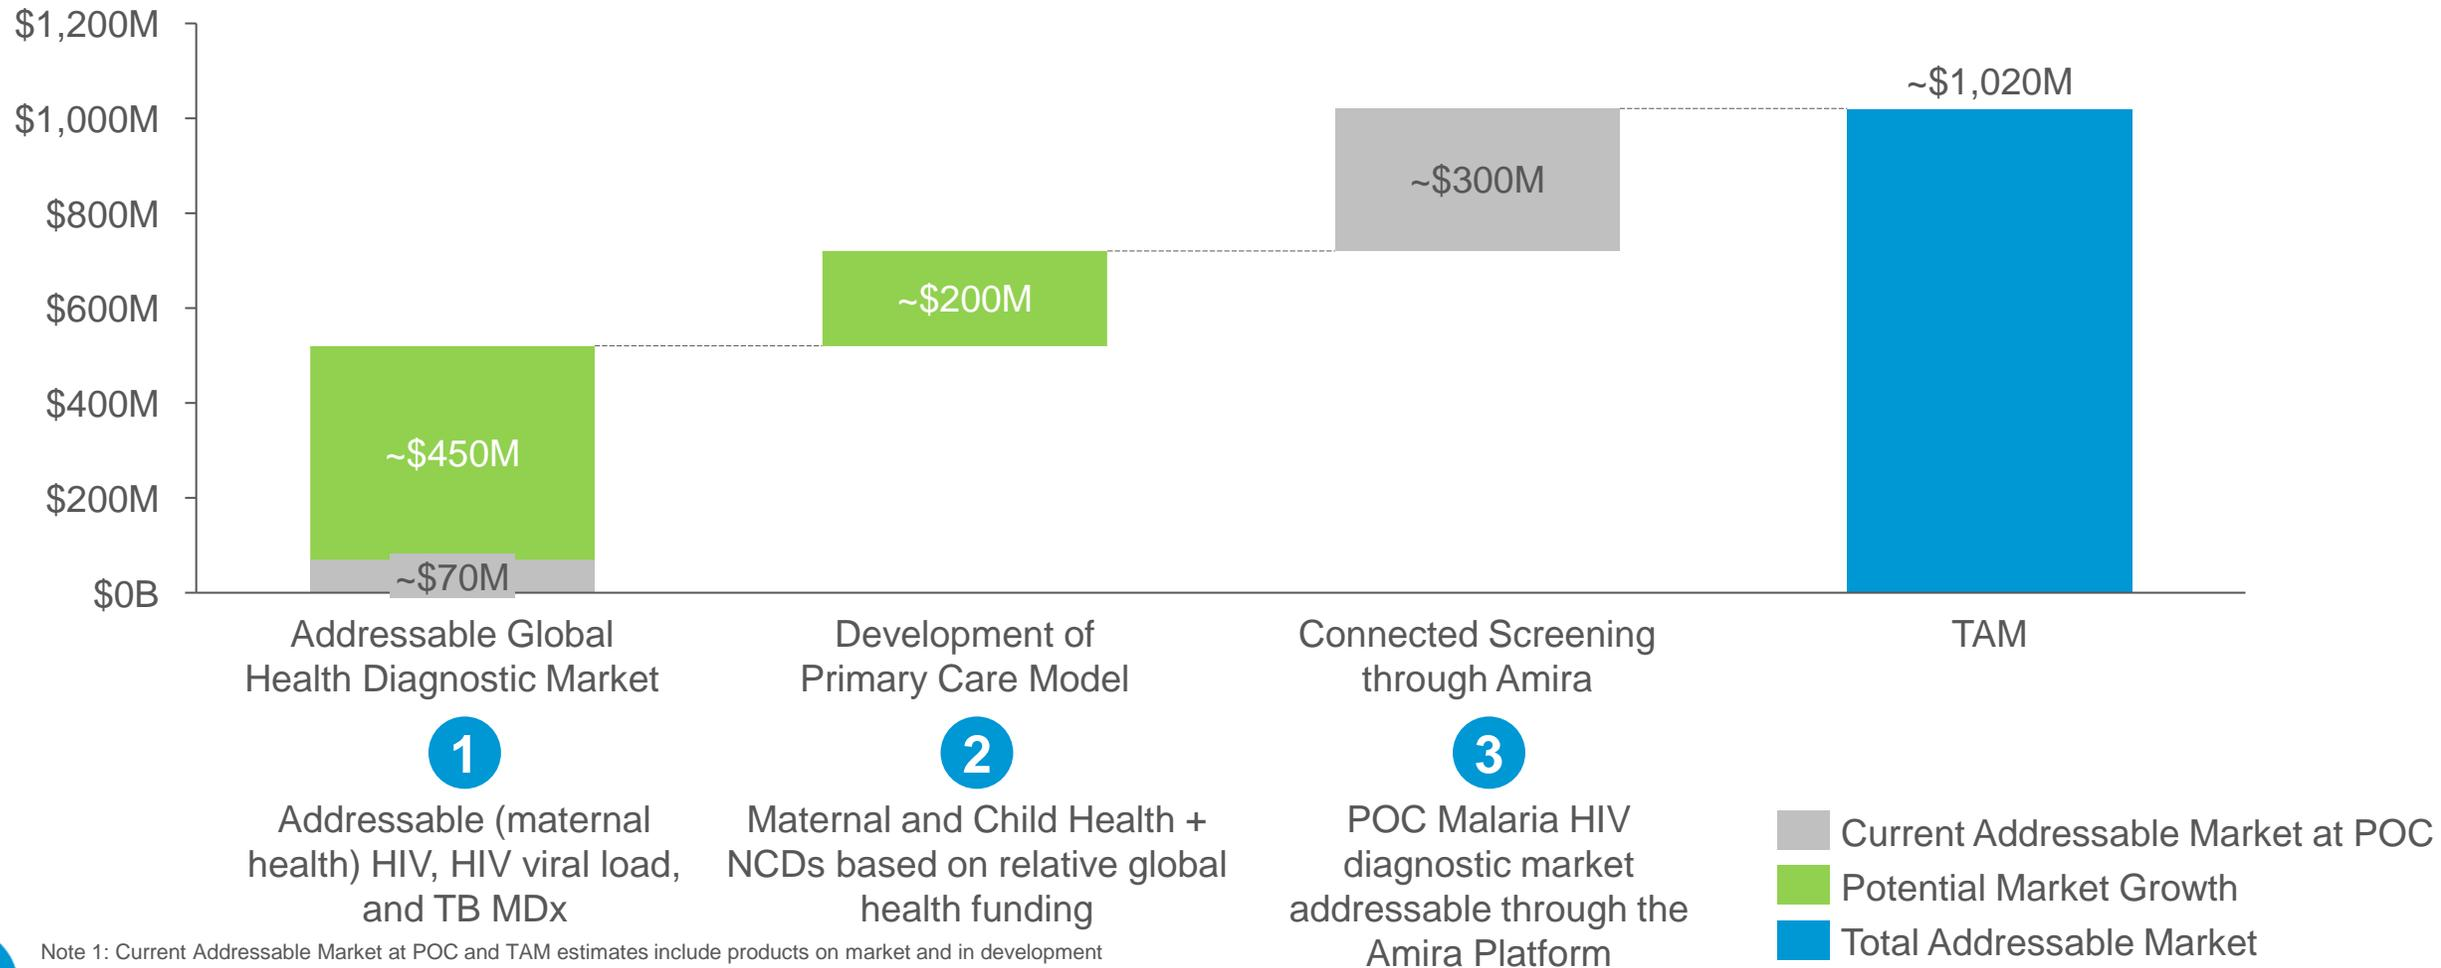 $1,200M
$1,000M
$800M
$600M
$400M
$200M
$0B
~$450M
~$70M
~$200M
~$300M
~$1,020M
Addressable Global
Health Diagnostic Market
Development of
Primary Care Model
Connected Screening
through Amira
TAM
1
Addressable (maternal
health) HIV, HIV viral load,
and TB MDx
2
Maternal and Child Health +
NCDs based on relative global
health funding
3
POC Malaria HIV
diagnostic market
addressable through the
Amira Platform
Current Addressable Market at POC
Potential Market Growth
Total Addressable Market
Note 1: Current Addressable Market at POC and TAM estimates include products on market and in development